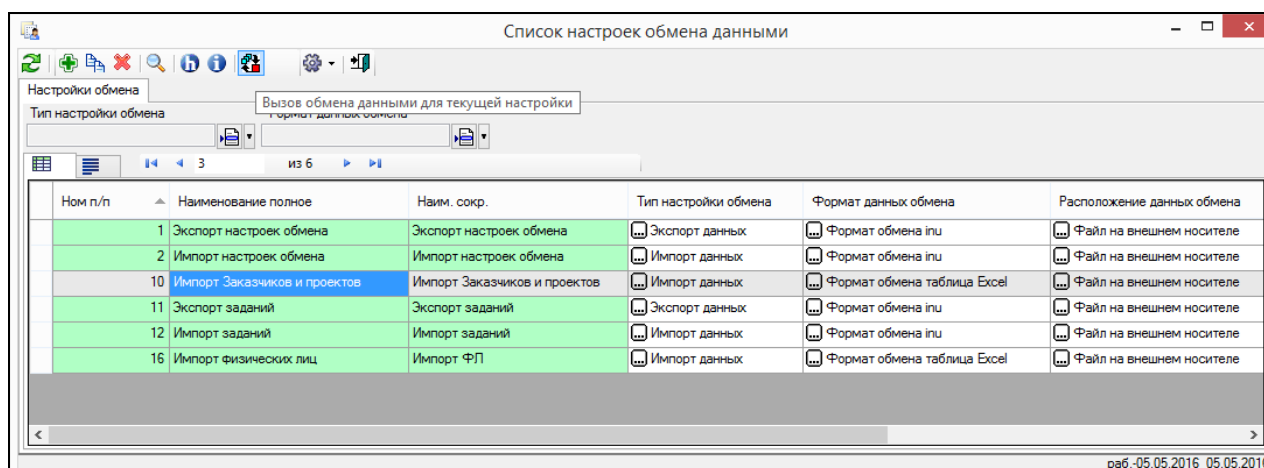 Список настроек обмена данными
Настройки обмена
Вызов обмена данными для текущей настройки
Тип настройки обмена Формат данных обмена
3 из 6
Ном п/п Наименование полное Наим. сокр. Тип настройки обмена Формат данных обмена Расположение данных обмена
1 Экспорт настроек обмена Экспорт настроек обмена ... Экспорт данных ... Формат обмена inu ... Файл на внешнем носителе
2 Импорт настроек обмена Импорт настроек обмена ... Импорт данных ... Формат обмена inu ... Файл на внешнем носителе
10 Импорт Заказчиков и проектов Импорт Заказчиков и проектов ... Импорт данных ... Формат обмена таблица Excel ... Файл на внешнем носителе
11 Экспорт заданий Экспорт заданий ... Экспорт данных ... Формат обмена inu ... Файл на внешнем носителе
12 Импорт заданий Импорт заданий ... Импорт данных ... Формат обмена inu ... Файл на внешнем носителе
16 Импорт физических лиц Импорт ФЛ ... Импорт данных ... Формат обмена таблица Excel ... Файл на внешнем носителе
раб.-05.05.2016 05.05.201